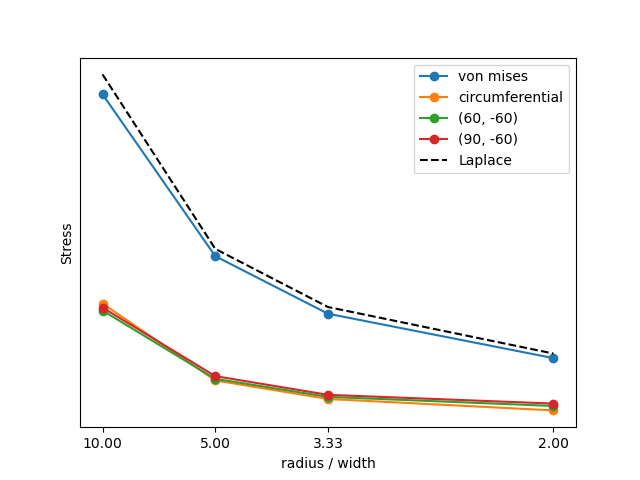 von mises
circumferential
(60, -60)
(90, -60)
Laplace
Stress
10.00 5.00 3.33 2.00
radius / width